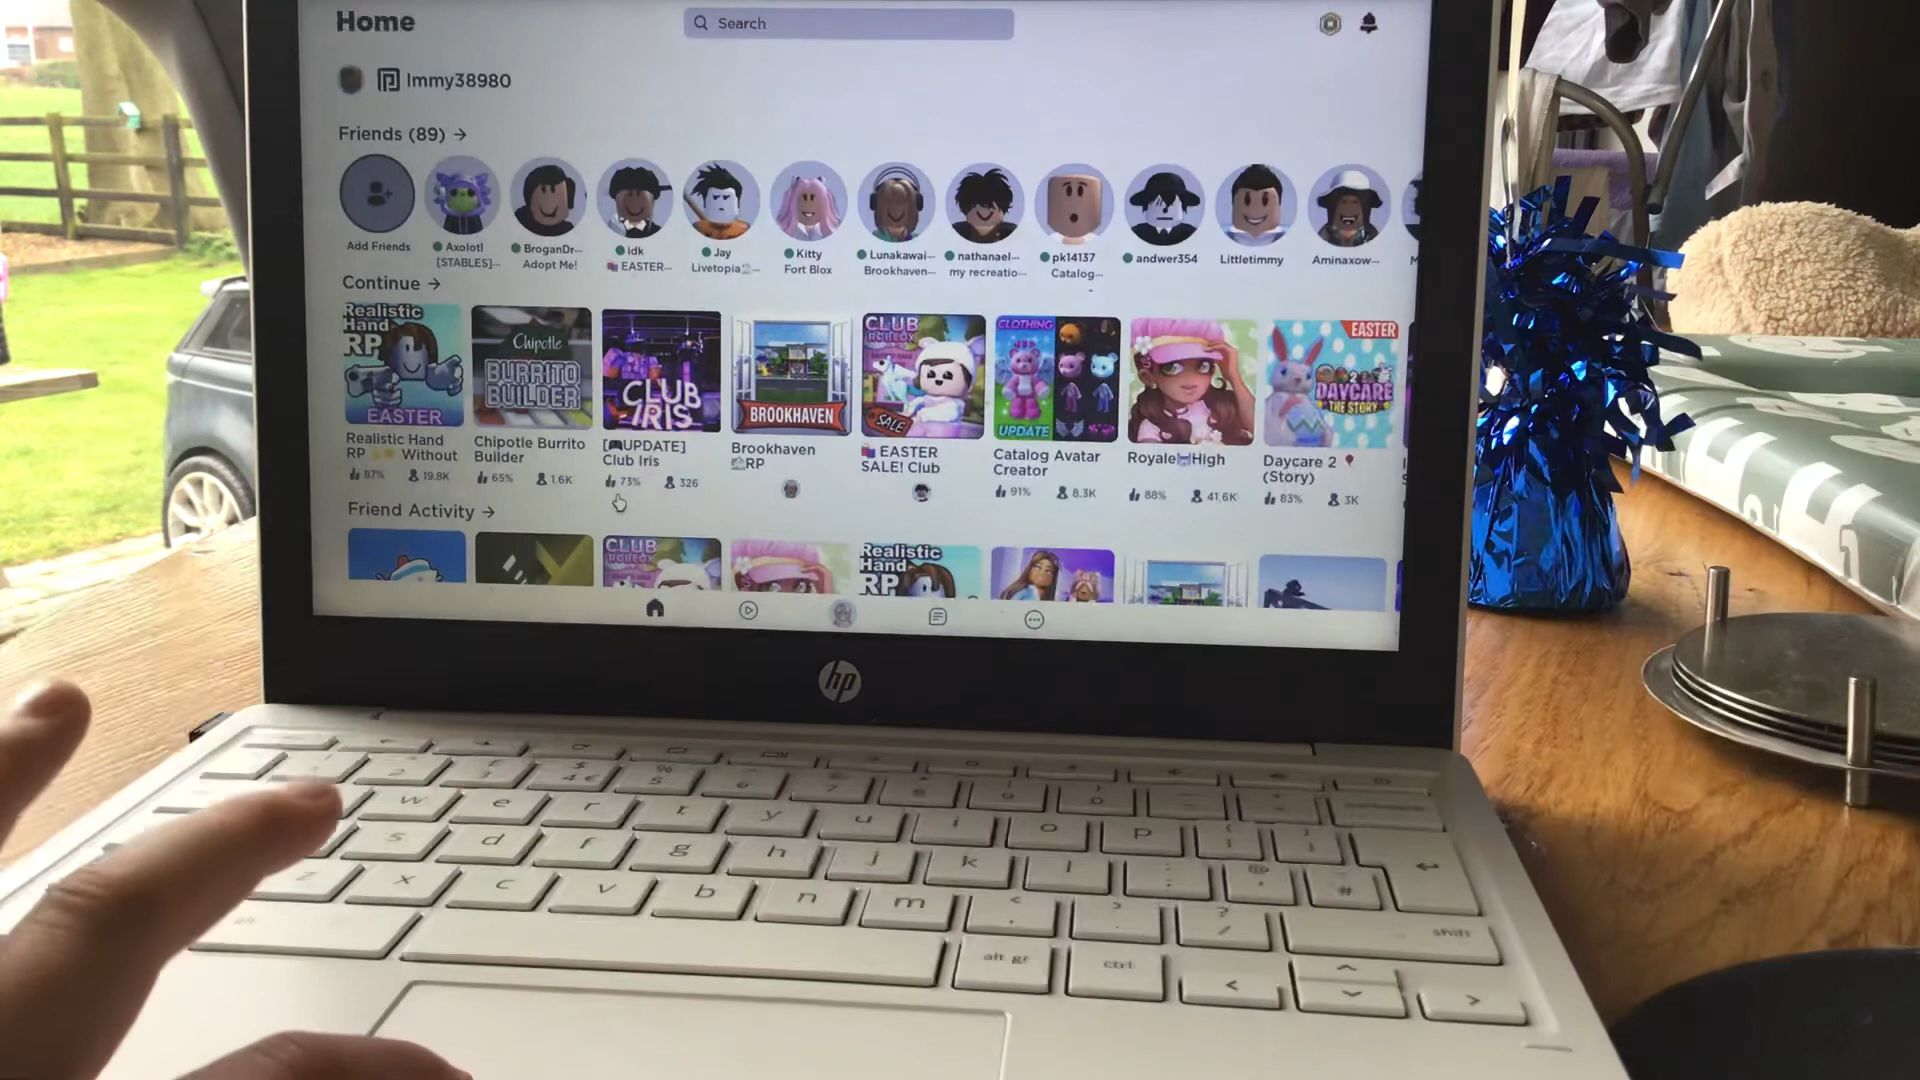 Home
Search
Immy38980
Friends (89) →
Add Friends
Axolotl
[STABLES]...
BroganDr...
Adopt Me!
idk
EASTER...
Jay
Livetopia...
Kitty
Fort Blox
Lunakawai...
Brookhaven...
nathanael...
my recreatio...
pk14137
Catalog...
andwer354
Littletimmy
Aminaxow...
Continue →
Realistic
Hand
RP
EASTER
Chipotle
BURRITO
BUILDER
CLUB
IRIS
BROOKHAVEN
CLUB
ROBLOX
SALE
CLOTHING
UPDATE
EASTER
DAYCARE
THE STORY
Realistic Hand
RP Without
87% 19.8K
Chipotle Burrito
Builder
65% 1.6K
[UPDATE]
Club Iris
73% 326
Brookhaven
RP
EASTER
SALE! Club
Catalog Avatar
Creator
91% 8.3K
Royale High
88% 41.6K
Daycare 2
(Story)
83% 3K
Friend Activity →
CLUB
ROBLOX
Realistic
Hand
RP
hp
w e r t y u i o p
s d f g h j k l
z x c v b n m
shift
alt
alt gr
ctrl